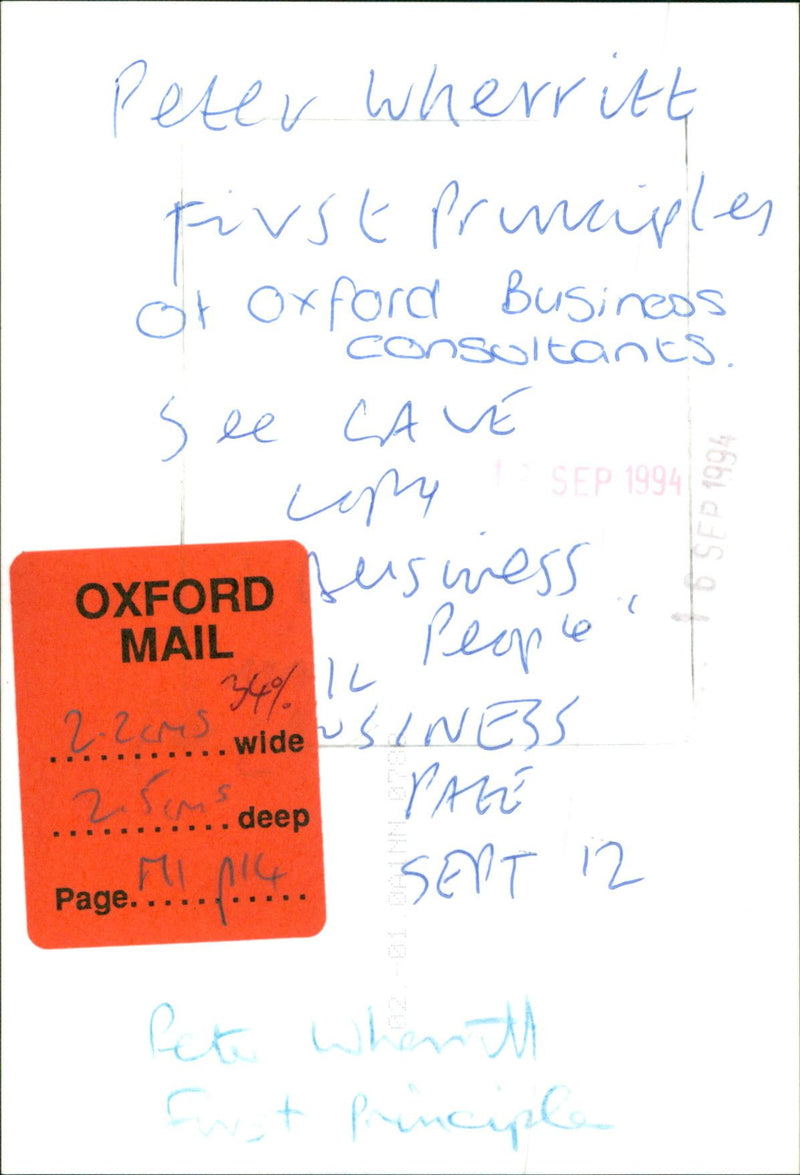 Peter Wherritt
First Principles
Of Oxford Business
consultants.
See CAVE
copy
Business
People"
BUSINESS
PAGE
SEPT 12
SEP 1994
16 SEP 1994
OXFORD
MAIL
34%
2.2cms wide
2.5cms deep
Page. M1 p14
Peter Wherritt
First Principles